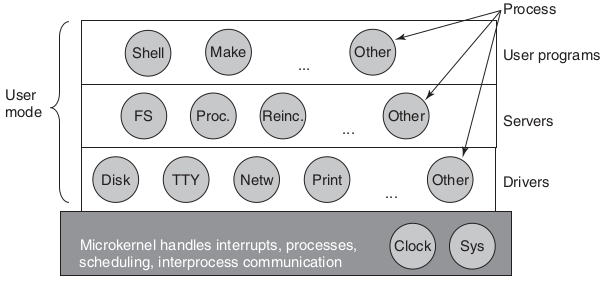 Process
Shell
Make
...
Other
User programs
User
mode
FS
Proc.
Reinc.
...
Other
Servers
Disk
TTY
Netw
Print
...
Other
Drivers
Microkernel handles interrupts, processes,
scheduling, interprocess communication
Clock
Sys